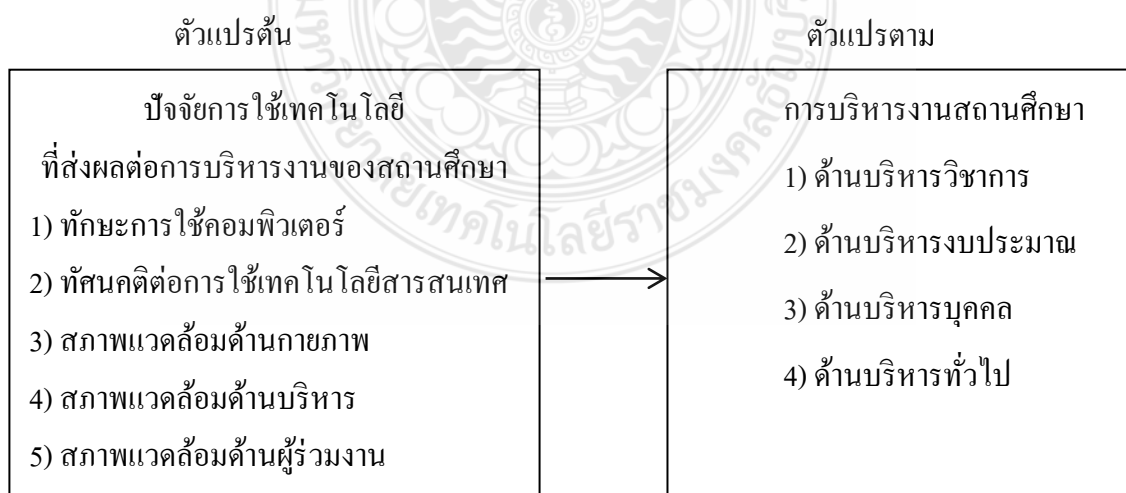 ตัวแปรต้น
ตัวแปรตาม
ปัจจัยการใช้เทคโนโลยี
ที่ส่งผลต่อการบริหารงานของสถานศึกษา
1) ทักษะการใช้คอมพิวเตอร์
2) ทัศนคติต่อการใช้เทคโนโลยีสารสนเทศ
3) สภาพแวดล้อมด้านกายภาพ
4) สภาพแวดล้อมด้านบริหาร
5) สภาพแวดล้อมด้านผู้ร่วมงาน
การบริหารงานสถานศึกษา
1) ด้านบริหารวิชาการ
2) ด้านบริหารงบประมาณ
3) ด้านบริหารบุคคล
4) ด้านบริหารทั่วไป